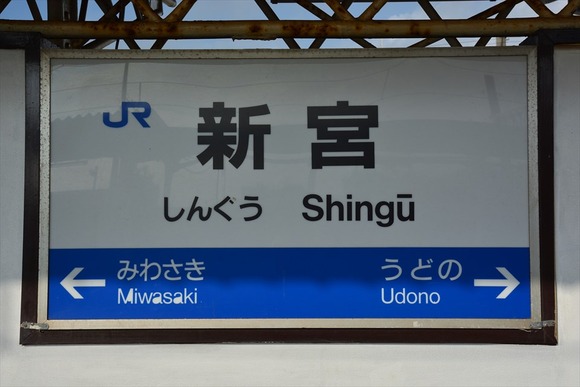 JR
新宮
しんぐう Shingū
← みわさき うどの →
Miwasaki Udono